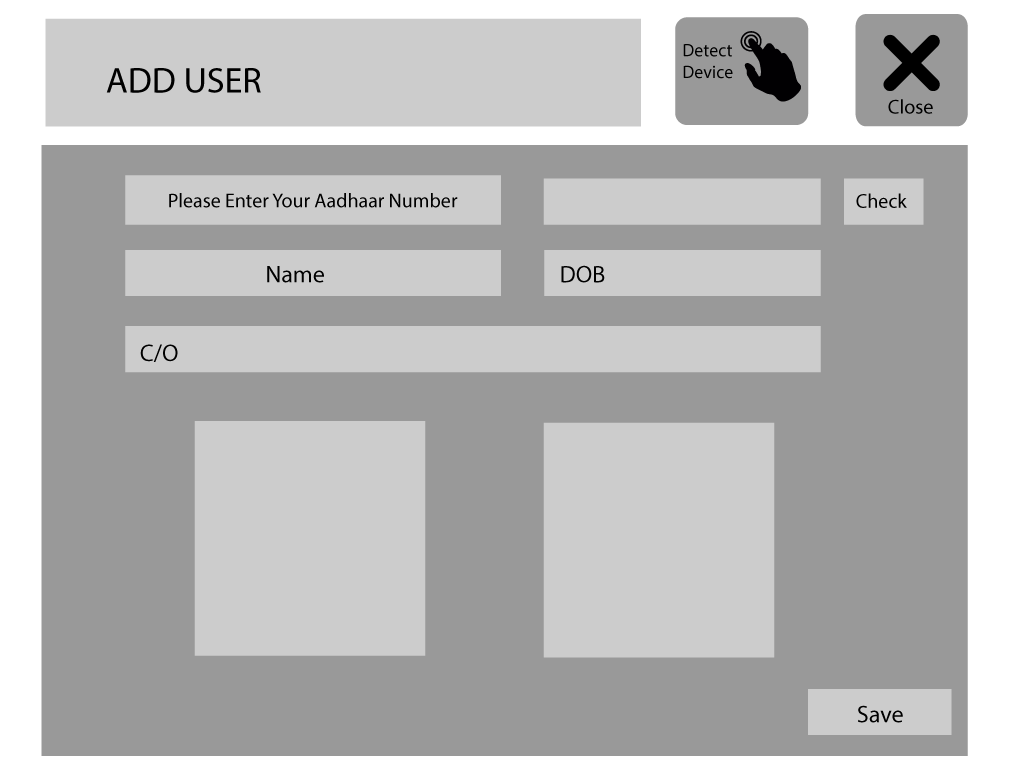 ADD USER
Detect
Device
Close
Please Enter Your Aadhaar Number
Check
Name
DOB
C/O
Save